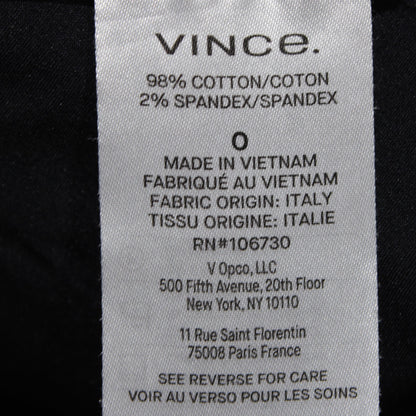 VINCE.
98% COTTON/COTON
2% SPANDEX/SPANDEX
0
MADE IN VIETNAM
FABRIQUÉ AU VIETNAM
FABRIC ORIGIN: ITALY
TISSU ORIGINE: ITALIE
RN#106730
V Opco, LLC
500 Fifth Avenue, 20th Floor
New York, NY 10110
11 Rue Saint Florentin
75008 Paris France
SEE REVERSE FOR CARE
VOIR AU VERSO POUR LES SOINS